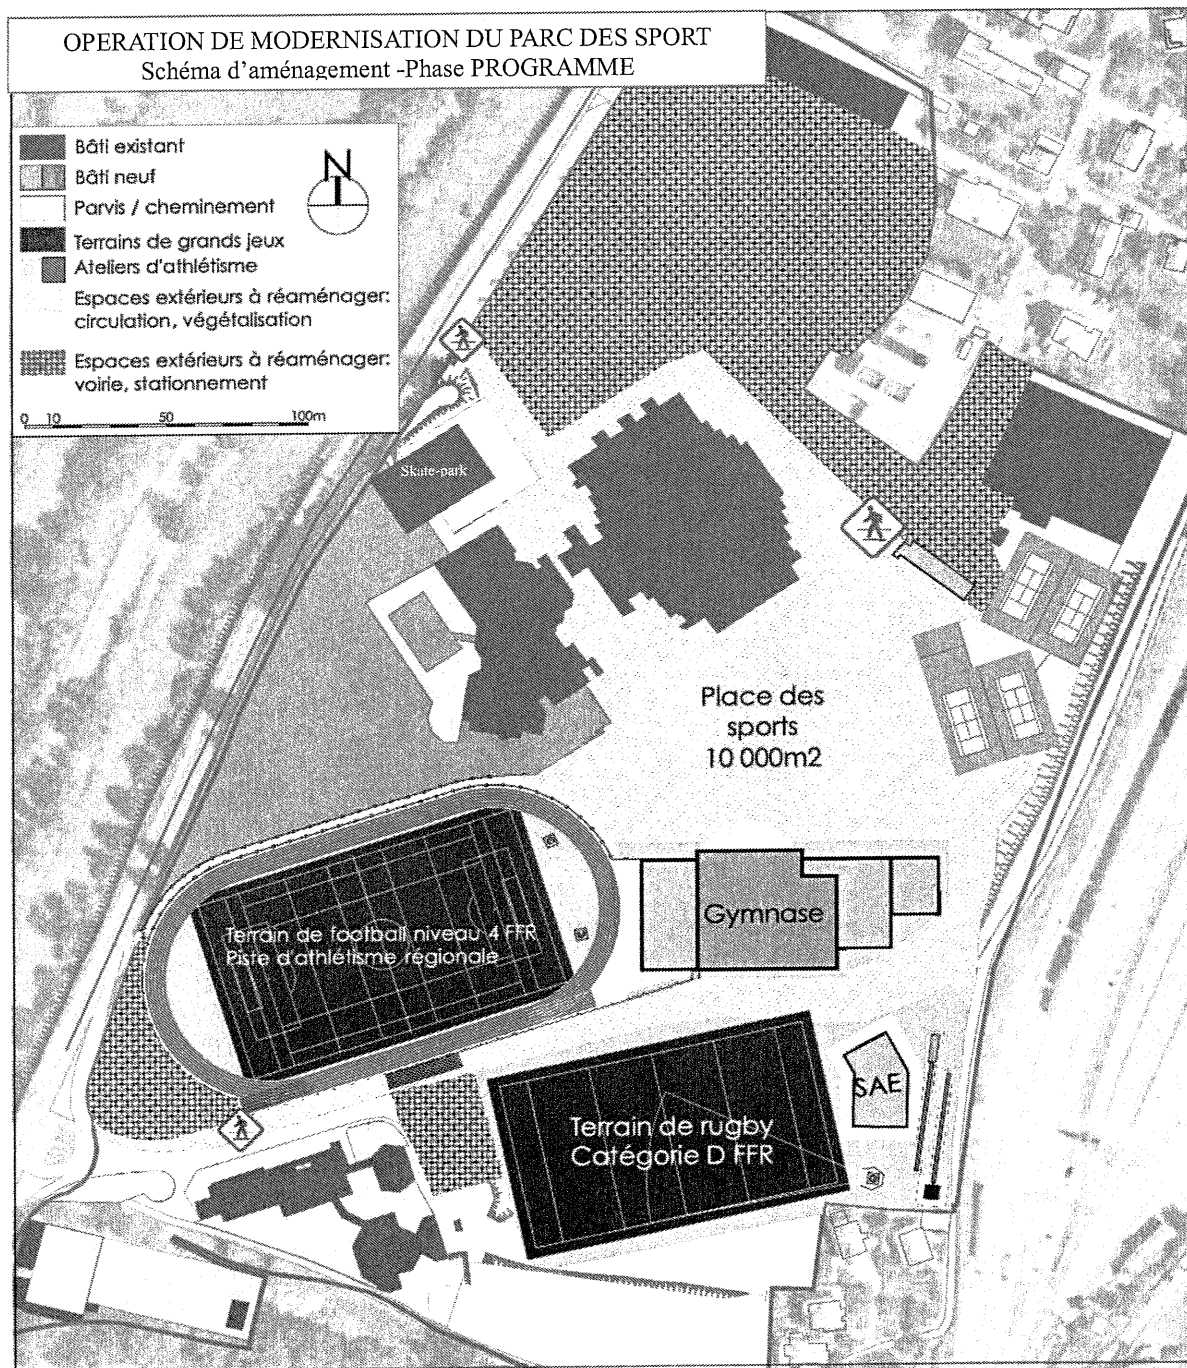 OPERATION DE MODERNISATION DU PARC DES SPORT
Schéma d'aménagement -Phase PROGRAMME
Bâti existant
Bâti neuf
Parvis / cheminement
Terrains de grands jeux
Ateliers d'athlétisme
Espaces extérieurs à réaménager:
circulation, végétalisation
Espaces extérieurs à réaménager:
voirie, stationnement
N
0 10 50 100m
Skate-park
Place des
sports
10 000m2
Gymnase
Terrain de football niveau 4 FFR
Piste d'athlétisme régionale
SAE
Terrain de rugby
Catégorie D FFR